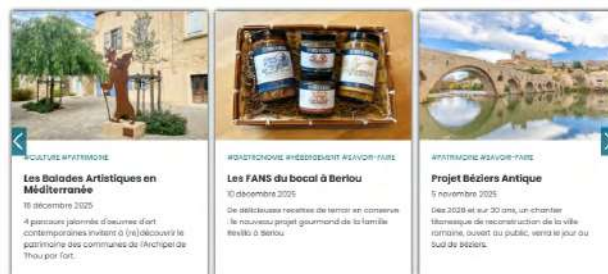 #CULTURE #PATRIMOINE
Les Balades Artistiques en
Méditerranée
16 décembre 2025
4 parcours jalonnés d'oeuvres d'art
contemporaines invitent à (re)découvrir le
patrimoine des communes de l'Archipel de
Thau par l'art.
#GASTRONOMIE #HÉBERGEMENT #SAVOIR-FAIRE
Les FANS du bocal à Berlou
10 décembre 2025
De délicieuses recettes de terroir en conserve
: le nouveau projet gourmand de la famille
Revillo à Berlou
#PATRIMOINE #SAVOIR-FAIRE
Projet Béziers Antique
5 novembre 2025
Dès 2028 et sur 30 ans, un chantier
titanesque de reconstruction de la ville
romaine, ouvert au public, verra le jour au
Sud de Béziers.